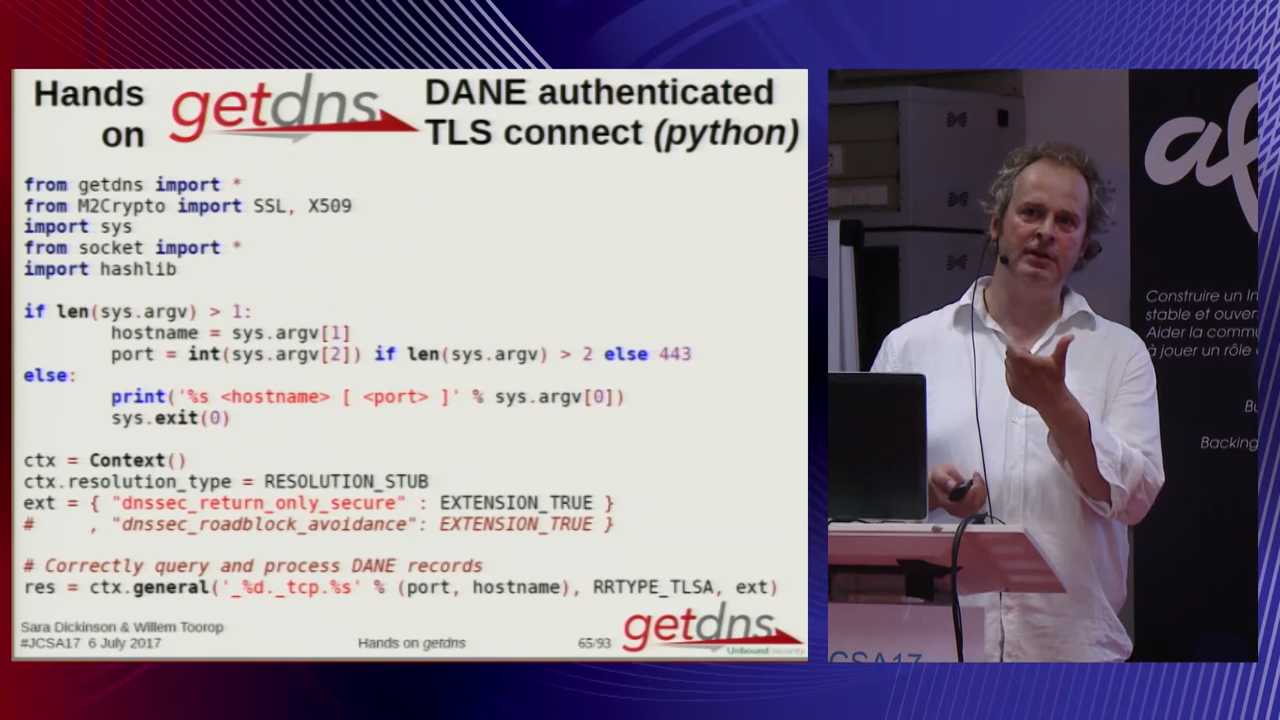 Hands
on
getdns
DANE authenticated
TLS connect (python)
from getdns import *
from M2Crypto import SSL, X509
import sys
from socket import *
import hashlib
if len(sys.argv) > 1:
hostname = sys.argv[1]
port = int(sys.argv[2]) if len(sys.argv) > 2 else 443
else:
print('%s <hostname> [ <port> ]' % sys.argv[0])
sys.exit(0)
ctx = Context()
ctx.resolution_type = RESOLUTION_STUB
ext = { "dnssec_return_only_secure" : EXTENSION_TRUE }
#     , "dnssec_roadblock_avoidance": EXTENSION_TRUE }
# Correctly query and process DANE records
res = ctx.general('_%d._tcp.%s' % (port, hostname), RRTYPE_TLSA, ext)
Sara Dickinson & Willem Toorop
#JCSA17 6 July 2017
Hands on getdns
65/93
getdns
Unbound security
af
Construire un In
stable et ouver
Aider la commu
à jouer un rôle
Backing
CSA17